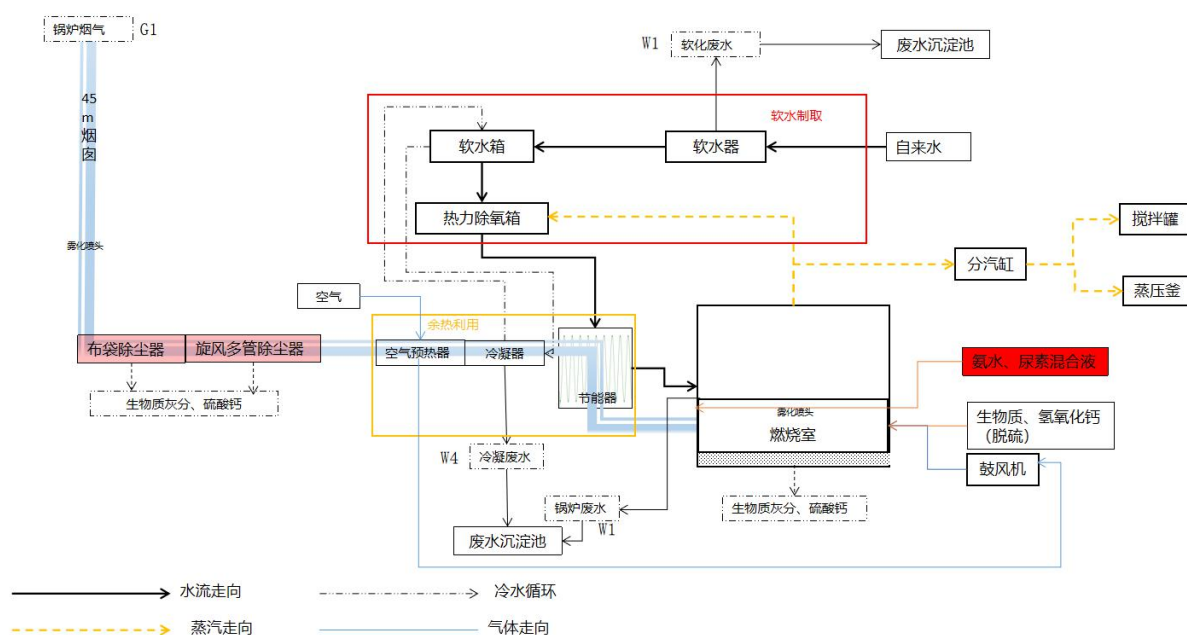 锅炉烟气
G1
W1
软化废水
废水沉淀池
45
m
烟
囱
软水制取
软水箱
软水器
自来水
热力除氧箱
搅拌罐
雾化喷头
分汽缸
蒸压釜
空气
余热利用
布袋除尘器
旋风多管除尘器
空气预热器
冷凝器
节能器
氨水、尿素混合液
生物质灰分、硫酸钙
雾化喷头
燃烧室
生物质、氢氧化钙
（脱硫）
W4
冷凝废水
鼓风机
锅炉废水
W1
生物质灰分、硫酸钙
废水沉淀池
水流走向
冷水循环
蒸汽走向
气体走向